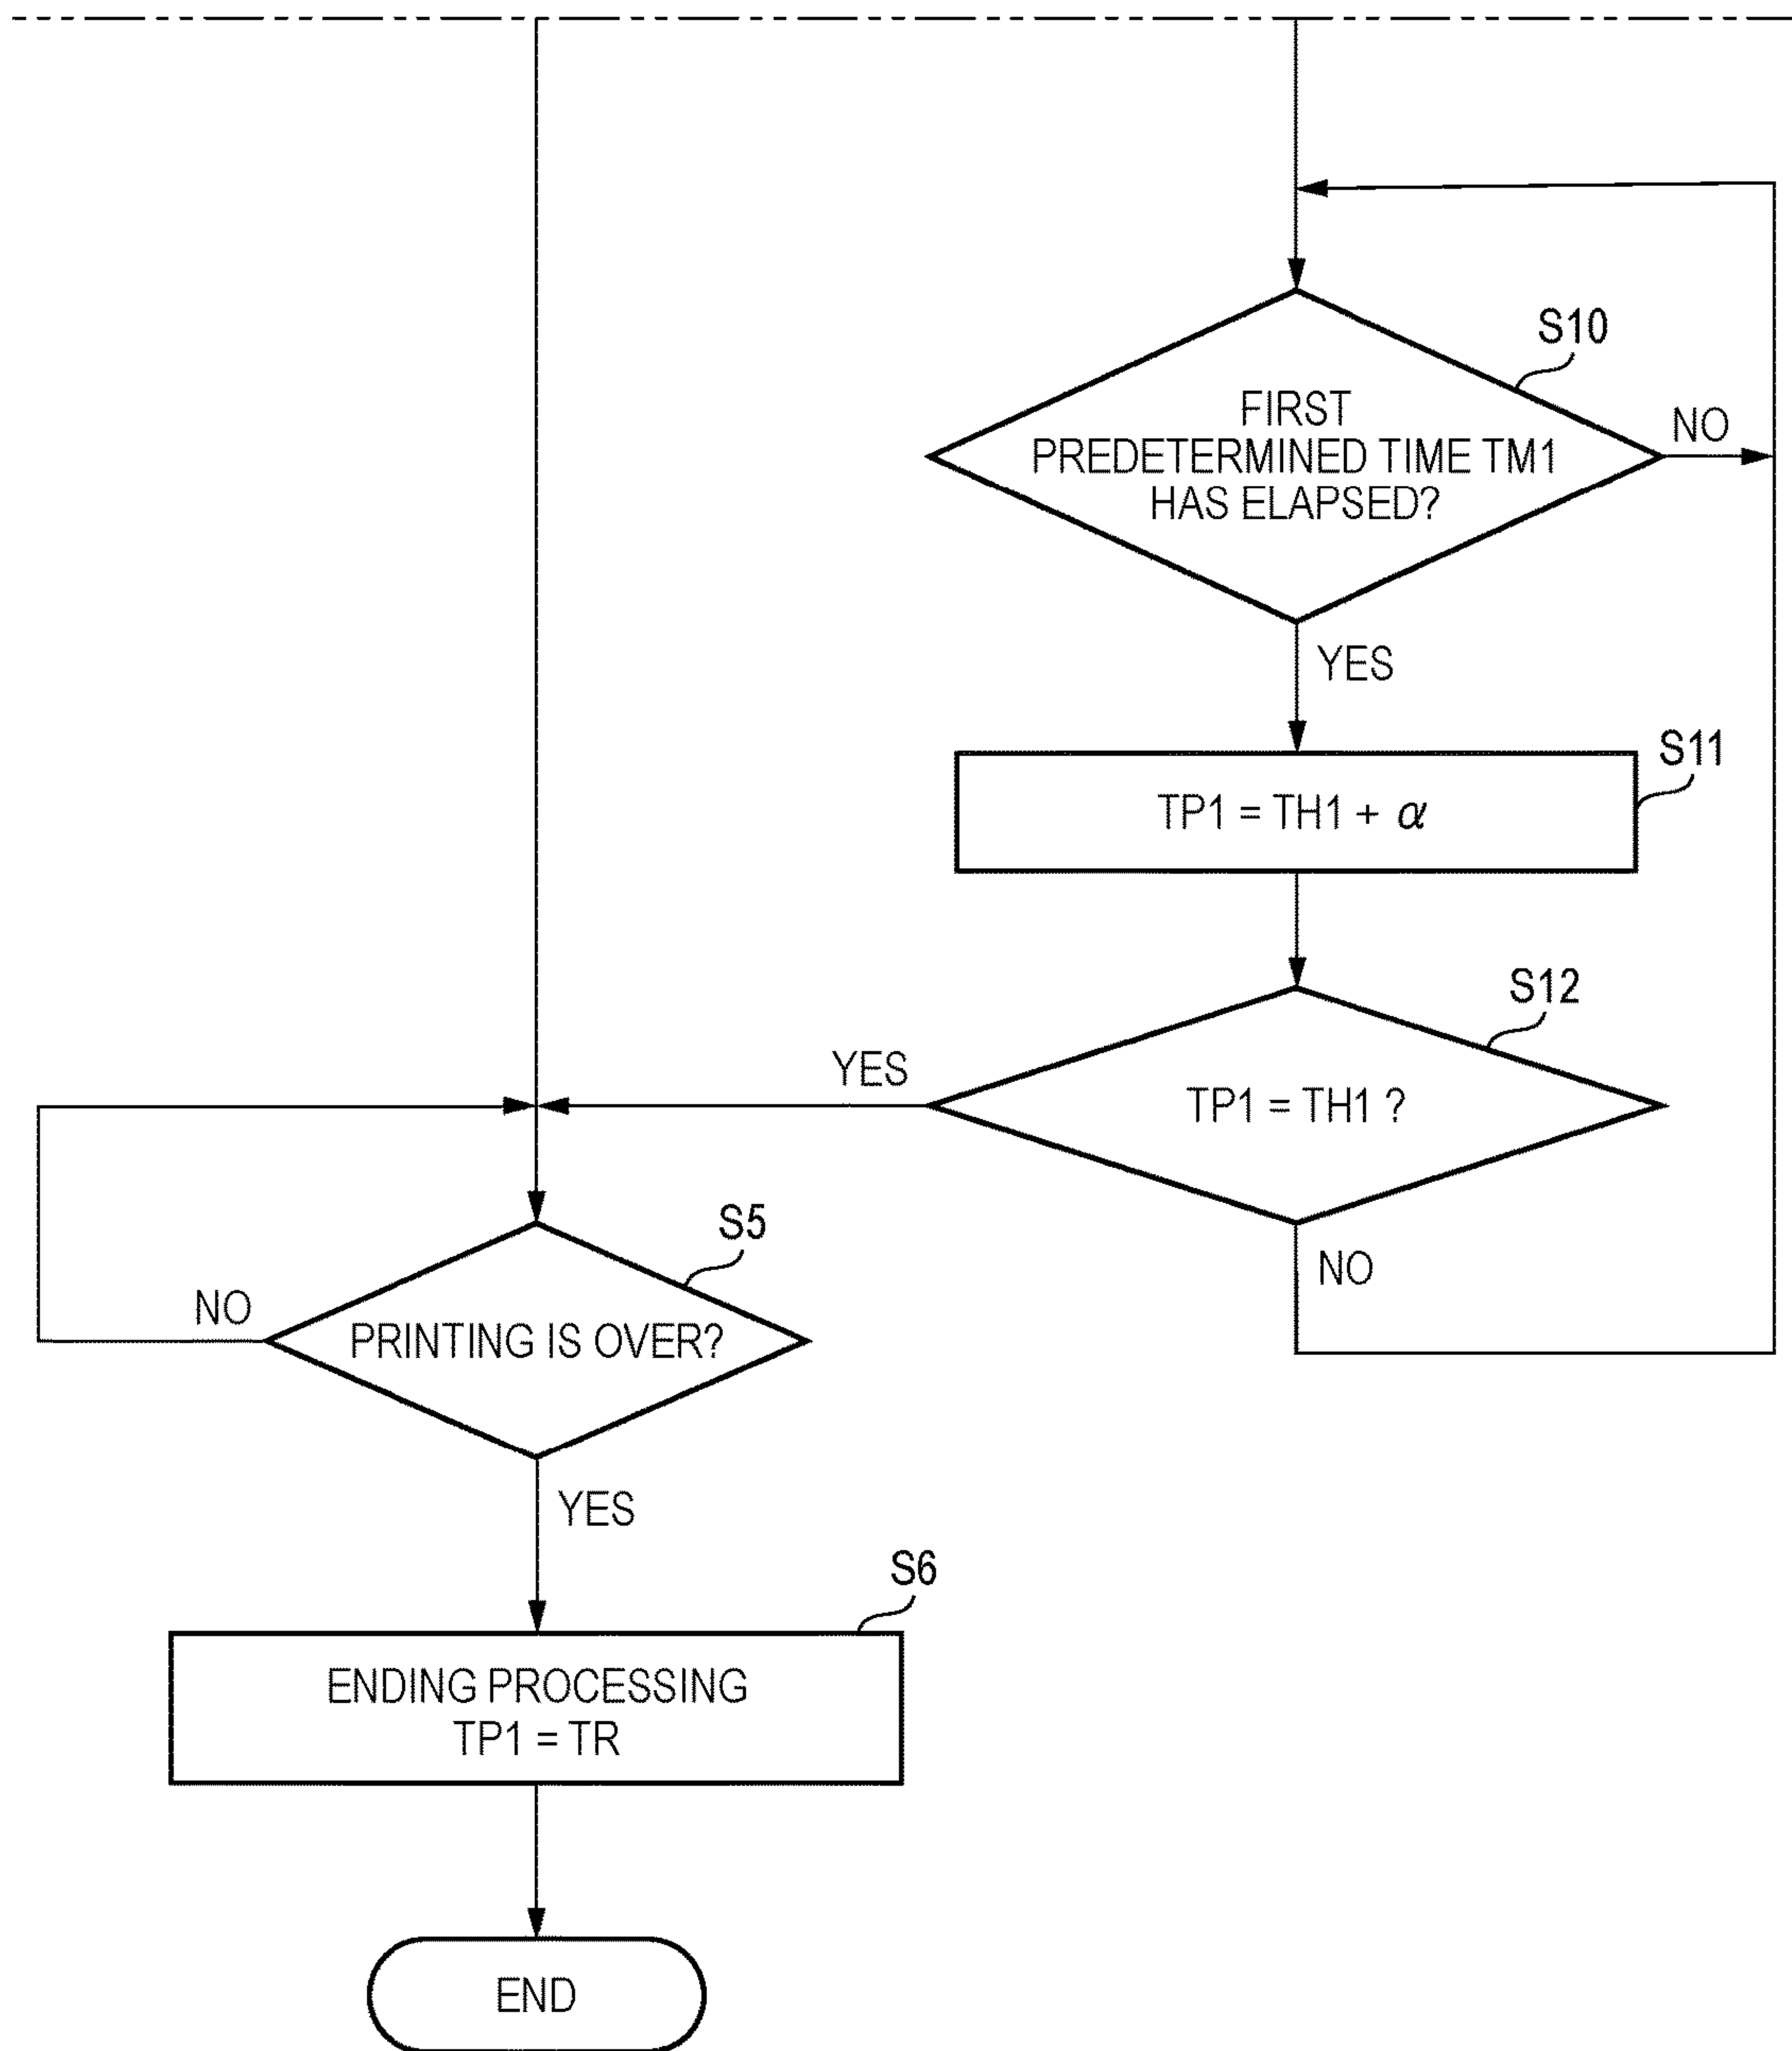 S10
FIRST
PREDETERMINED TIME TM1
HAS ELAPSED?
NO
YES
S11
TP1 = TH1 + α
S12
YES
TP1 = TH1 ?
NO
S5
NO
PRINTING IS OVER?
YES
S6
ENDING PROCESSING
TP1 = TR
END